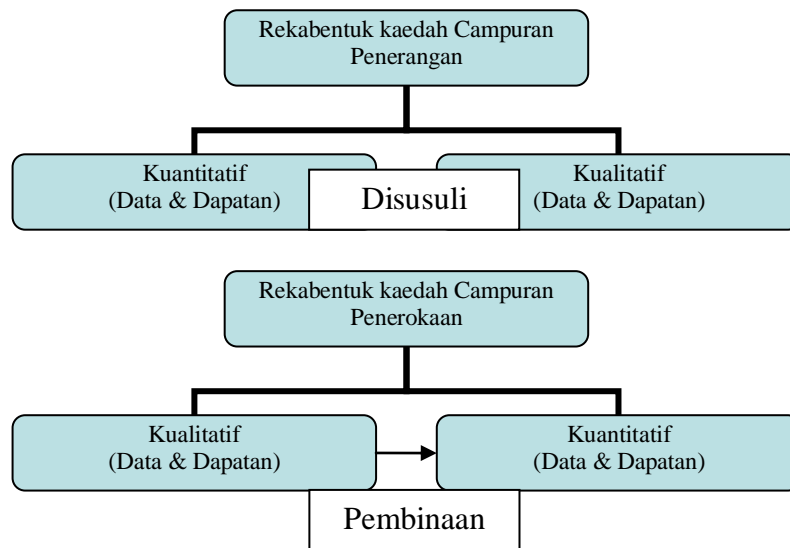 Rekabentuk kaedah Campuran
Penerangan
Kuantitatif
(Data & Dapatan)
Disusuli
Kualitatif
(Data & Dapatan)
Rekabentuk kaedah Campuran
Penerokaan
Kualitatif
(Data & Dapatan)
Kuantitatif
(Data & Dapatan)
Pembinaan